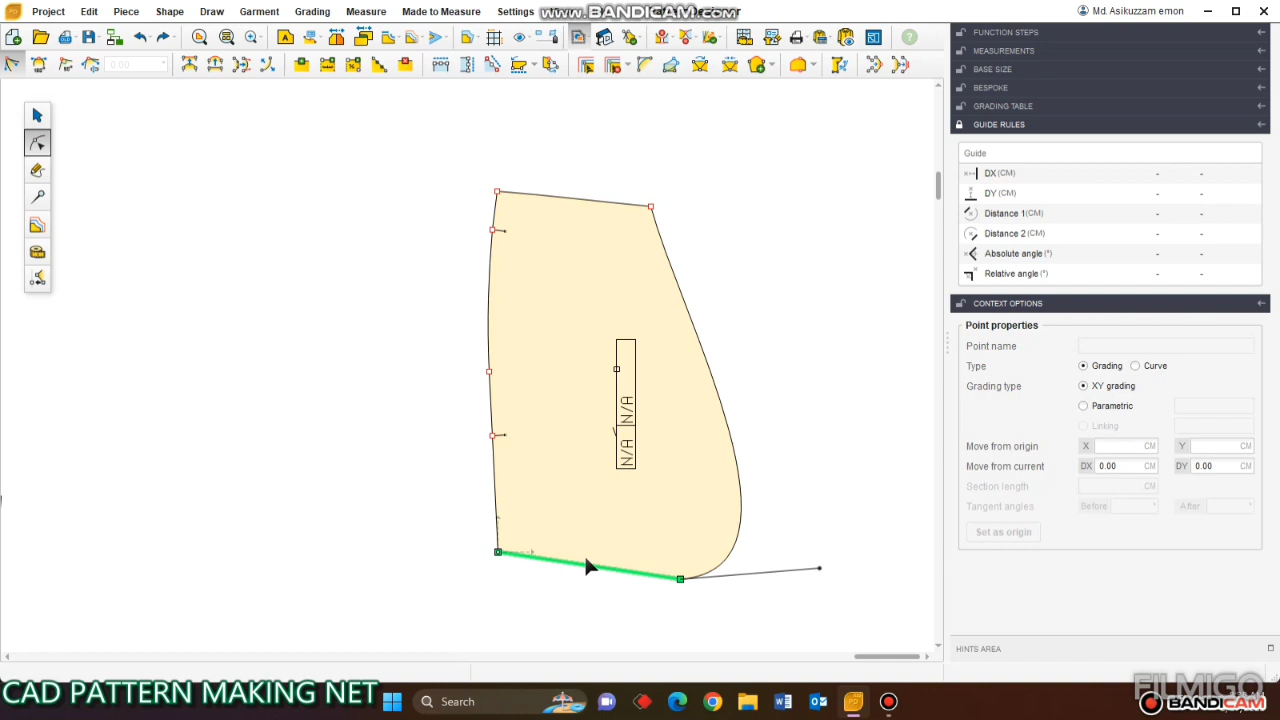 Project Edit Piece Shape Draw Garment Grading Measure Made to Measure Settings
www.BANDICAM.com
Md. Asikuzzam emon
0.00
FUNCTION STEPS
MEASUREMENTS
BASE SIZE
BESPOKE
GRADING TABLE
GUIDE RULES
Guide
DX (CM) - -
DY (CM) - -
Distance 1(CM) - -
Distance 2 (CM) - -
Absolute angle (°) - -
Relative angle (°) - -
CONTEXT OPTIONS
Point properties
Point name
Type Grading Curve
Grading type XY grading
Parametric
Linking
Move from origin X CM Y CM
Move from current DX 0.00 CM DY 0.00 CM
Section length CM
Tangent angles Before ° After °
Set as origin
HINTS AREA
N/A N/A
CAD PATTERN MAKING NET
Search
FILMIGO
BANDICAM